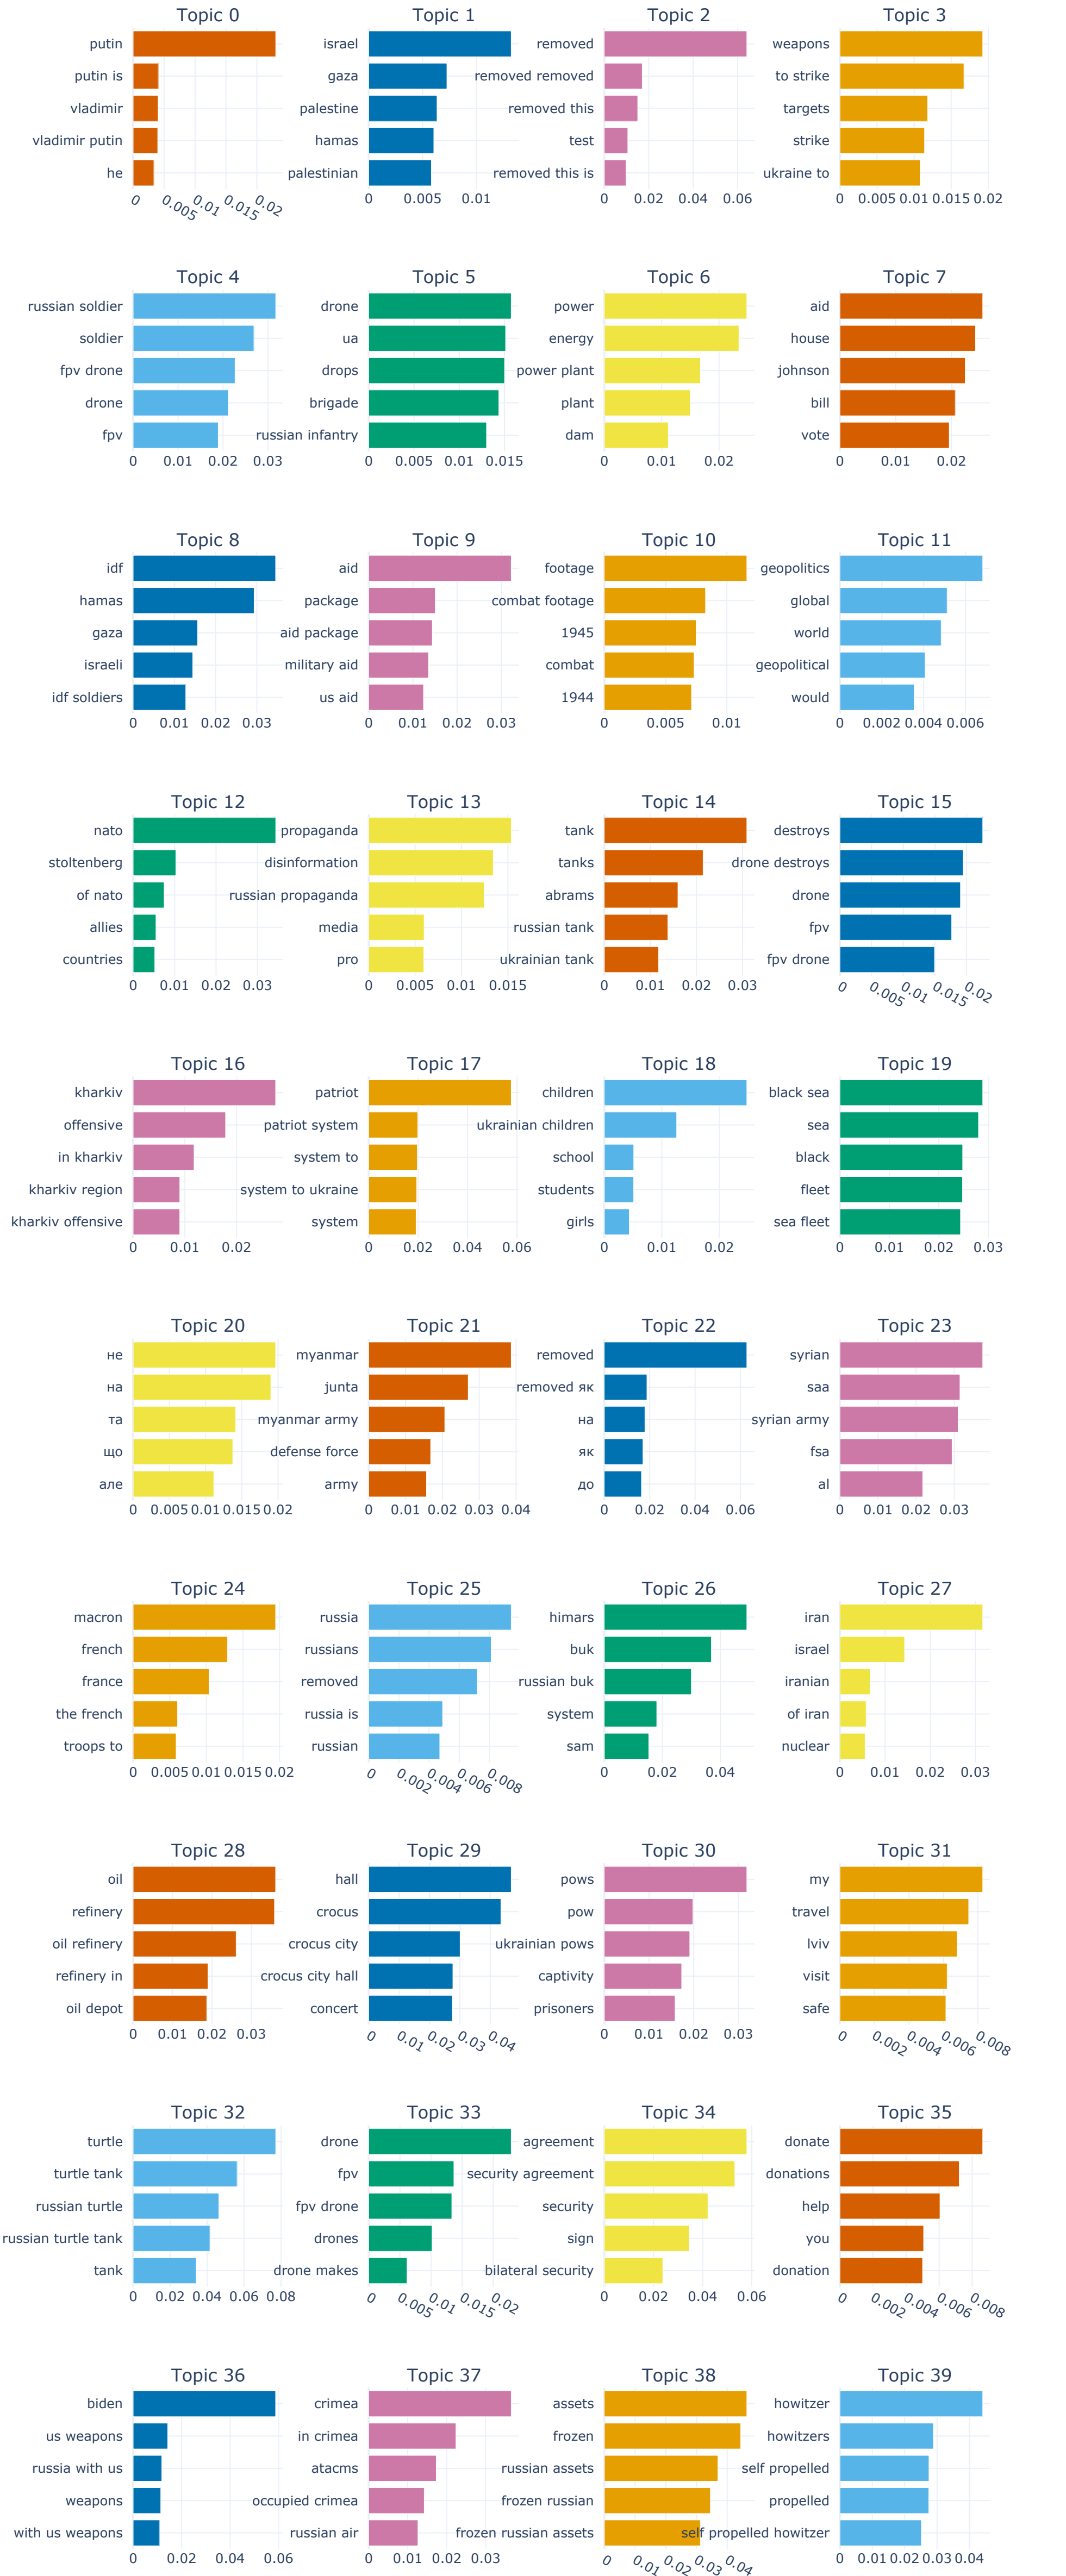 Topic 0
putin
putin is
vladimir
vladimir putin
he
0 0.005 0.01 0.015 0.02
Topic 1
israel
gaza
palestine
hamas
palestinian
0 0.005 0.01
Topic 2
removed
removed removed
removed this
test
removed this is
0 0.02 0.04 0.06
Topic 3
weapons
to strike
targets
strike
ukraine to
0 0.005 0.01 0.015 0.02
Topic 4
russian soldier
soldier
fpv drone
drone
fpv
0 0.01 0.02 0.03
Topic 5
drone
ua
drops
brigade
russian infantry
0 0.005 0.01 0.015
Topic 6
power
energy
power plant
plant
dam
0 0.01 0.02
Topic 7
aid
house
johnson
bill
vote
0 0.01 0.02
Topic 8
idf
hamas
gaza
israeli
idf soldiers
0 0.01 0.02 0.03
Topic 9
aid
package
aid package
military aid
us aid
0 0.01 0.02 0.03
Topic 10
footage
combat footage
1945
combat
1944
0 0.005 0.01
Topic 11
geopolitics
global
world
geopolitical
would
0 0.002 0.004 0.006
Topic 12
nato
stoltenberg
of nato
allies
countries
0 0.01 0.02 0.03
Topic 13
propaganda
disinformation
russian propaganda
media
pro
0 0.005 0.01 0.015
Topic 14
tank
tanks
abrams
russian tank
ukrainian tank
0 0.01 0.02 0.03
Topic 15
destroys
drone destroys
drone
fpv
fpv drone
0 0.005 0.01 0.015 0.02
Topic 16
kharkiv
offensive
in kharkiv
kharkiv region
kharkiv offensive
0 0.01 0.02
Topic 17
patriot
patriot system
system to
system to ukraine
system
0 0.02 0.04 0.06
Topic 18
children
ukrainian children
school
students
girls
0 0.01 0.02
Topic 19
black sea
sea
black
fleet
sea fleet
0 0.01 0.02 0.03
Topic 20
не
на
та
що
але
0 0.005 0.01 0.015 0.02
Topic 21
myanmar
junta
myanmar army
defense force
army
0 0.01 0.02 0.03 0.04
Topic 22
removed
removed як
на
як
до
0 0.02 0.04 0.06
Topic 23
syrian
saa
syrian army
fsa
al
0 0.01 0.02 0.03
Topic 24
macron
french
france
the french
troops to
0 0.005 0.01 0.015 0.02
Topic 25
russia
russians
removed
russia is
russian
0 0.002 0.004 0.006 0.008
Topic 26
himars
buk
russian buk
system
sam
0 0.02 0.04
Topic 27
iran
israel
iranian
of iran
nuclear
0 0.01 0.02 0.03
Topic 28
oil
refinery
oil refinery
refinery in
oil depot
0 0.01 0.02 0.03
Topic 29
hall
crocus
crocus city
crocus city hall
concert
0 0.01 0.02 0.03 0.04
Topic 30
pows
pow
ukrainian pows
captivity
prisoners
0 0.01 0.02 0.03
Topic 31
my
travel
lviv
visit
safe
0 0.002 0.004 0.006 0.008
Topic 32
turtle
turtle tank
russian turtle
russian turtle tank
tank
0 0.02 0.04 0.06 0.08
Topic 33
drone
fpv
fpv drone
drones
drone makes
0 0.005 0.01 0.015 0.02
Topic 34
agreement
security agreement
security
sign
bilateral security
0 0.02 0.04 0.06
Topic 35
donate
donations
help
you
donation
0 0.002 0.004 0.006 0.008
Topic 36
biden
us weapons
russia with us
weapons
with us weapons
0 0.02 0.04 0.06
Topic 37
crimea
in crimea
atacms
occupied crimea
russian air
0 0.01 0.02 0.03
Topic 38
assets
frozen
russian assets
frozen russian
frozen russian assets
0 0.01 0.02 0.03 0.04
Topic 39
howitzer
howitzers
self propelled
propelled
self propelled howitzer
0 0.01 0.02 0.03 0.04